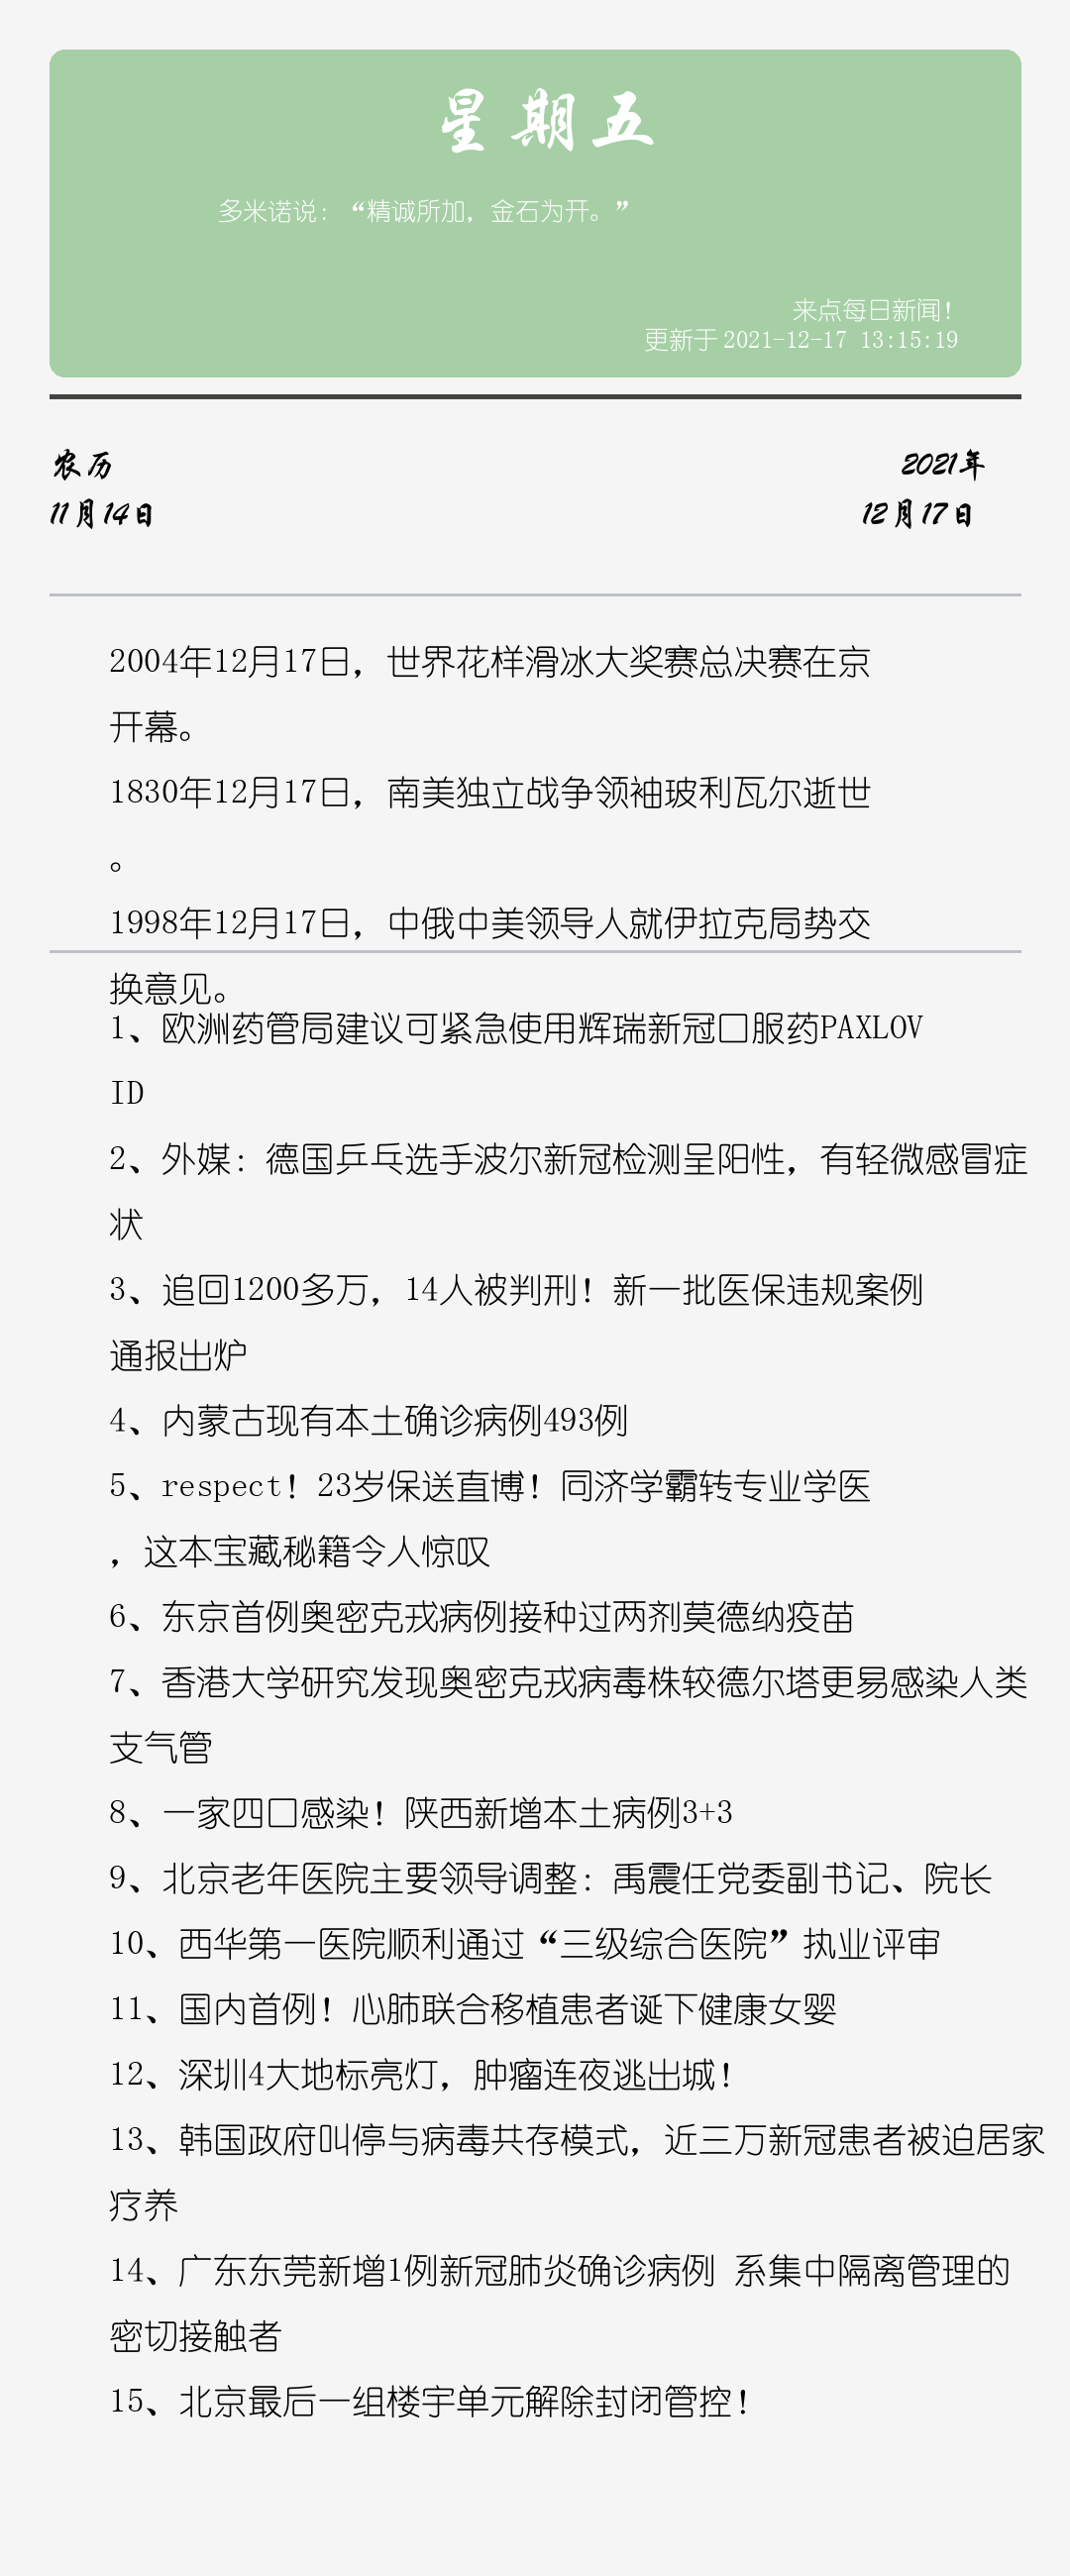 星期五
多米诺说：“精诚所加，金石为开。”
来点每日新闻！
更新于2021-12-17 13:15:19
农历
2021年
11月14日
12月17日
2004年12月17日，世界花样滑冰大奖赛总决赛在京
开幕。
1830年12月17日，南美独立战争领袖玻利瓦尔逝世
。
1998年12月17日，中俄中美领导人就伊拉克局势交
换意见。
1、欧洲药管局建议可紧急使用辉瑞新冠口服药PAXLOV
ID
2、外媒：德国乒乓选手波尔新冠检测呈阳性，有轻微感冒症
状
3、追回1200多万，14人被判刑！新一批医保违规案例
通报出炉
4、内蒙古现有本土确诊病例493例
5、respect！23岁保送直博！同济学霸转专业学医
，这本宝藏秘籍令人惊叹
6、东京首例奥密克戎病例接种过两剂莫德纳疫苗
7、香港大学研究发现奥密克戎病毒株较德尔塔更易感染人类
支气管
8、一家四口感染！陕西新增本土病例3+3
9、北京老年医院主要领导调整：禹震任党委副书记、院长
10、西华第一医院顺利通过“三级综合医院”执业评审
11、国内首例！心肺联合移植患者诞下健康女婴
12、深圳4大地标亮灯，肿瘤连夜逃出城！
13、韩国政府叫停与病毒共存模式，近三万新冠患者被迫居家
疗养
14、广东东莞新增1例新冠肺炎确诊病例 系集中隔离管理的
密切接触者
15、北京最后一组楼宇单元解除封闭管控！